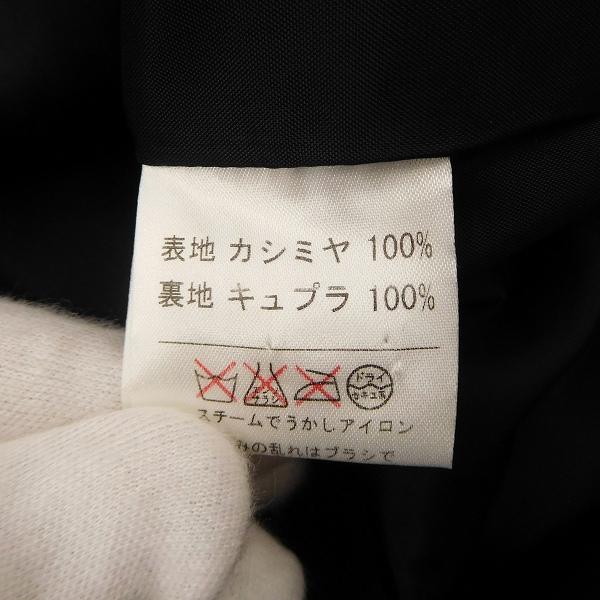 表地 カシミヤ 100%
裏地 キュプラ 100%
ドライ
セキユ系
スチームでうかしアイロン
みの乱れはブラシで